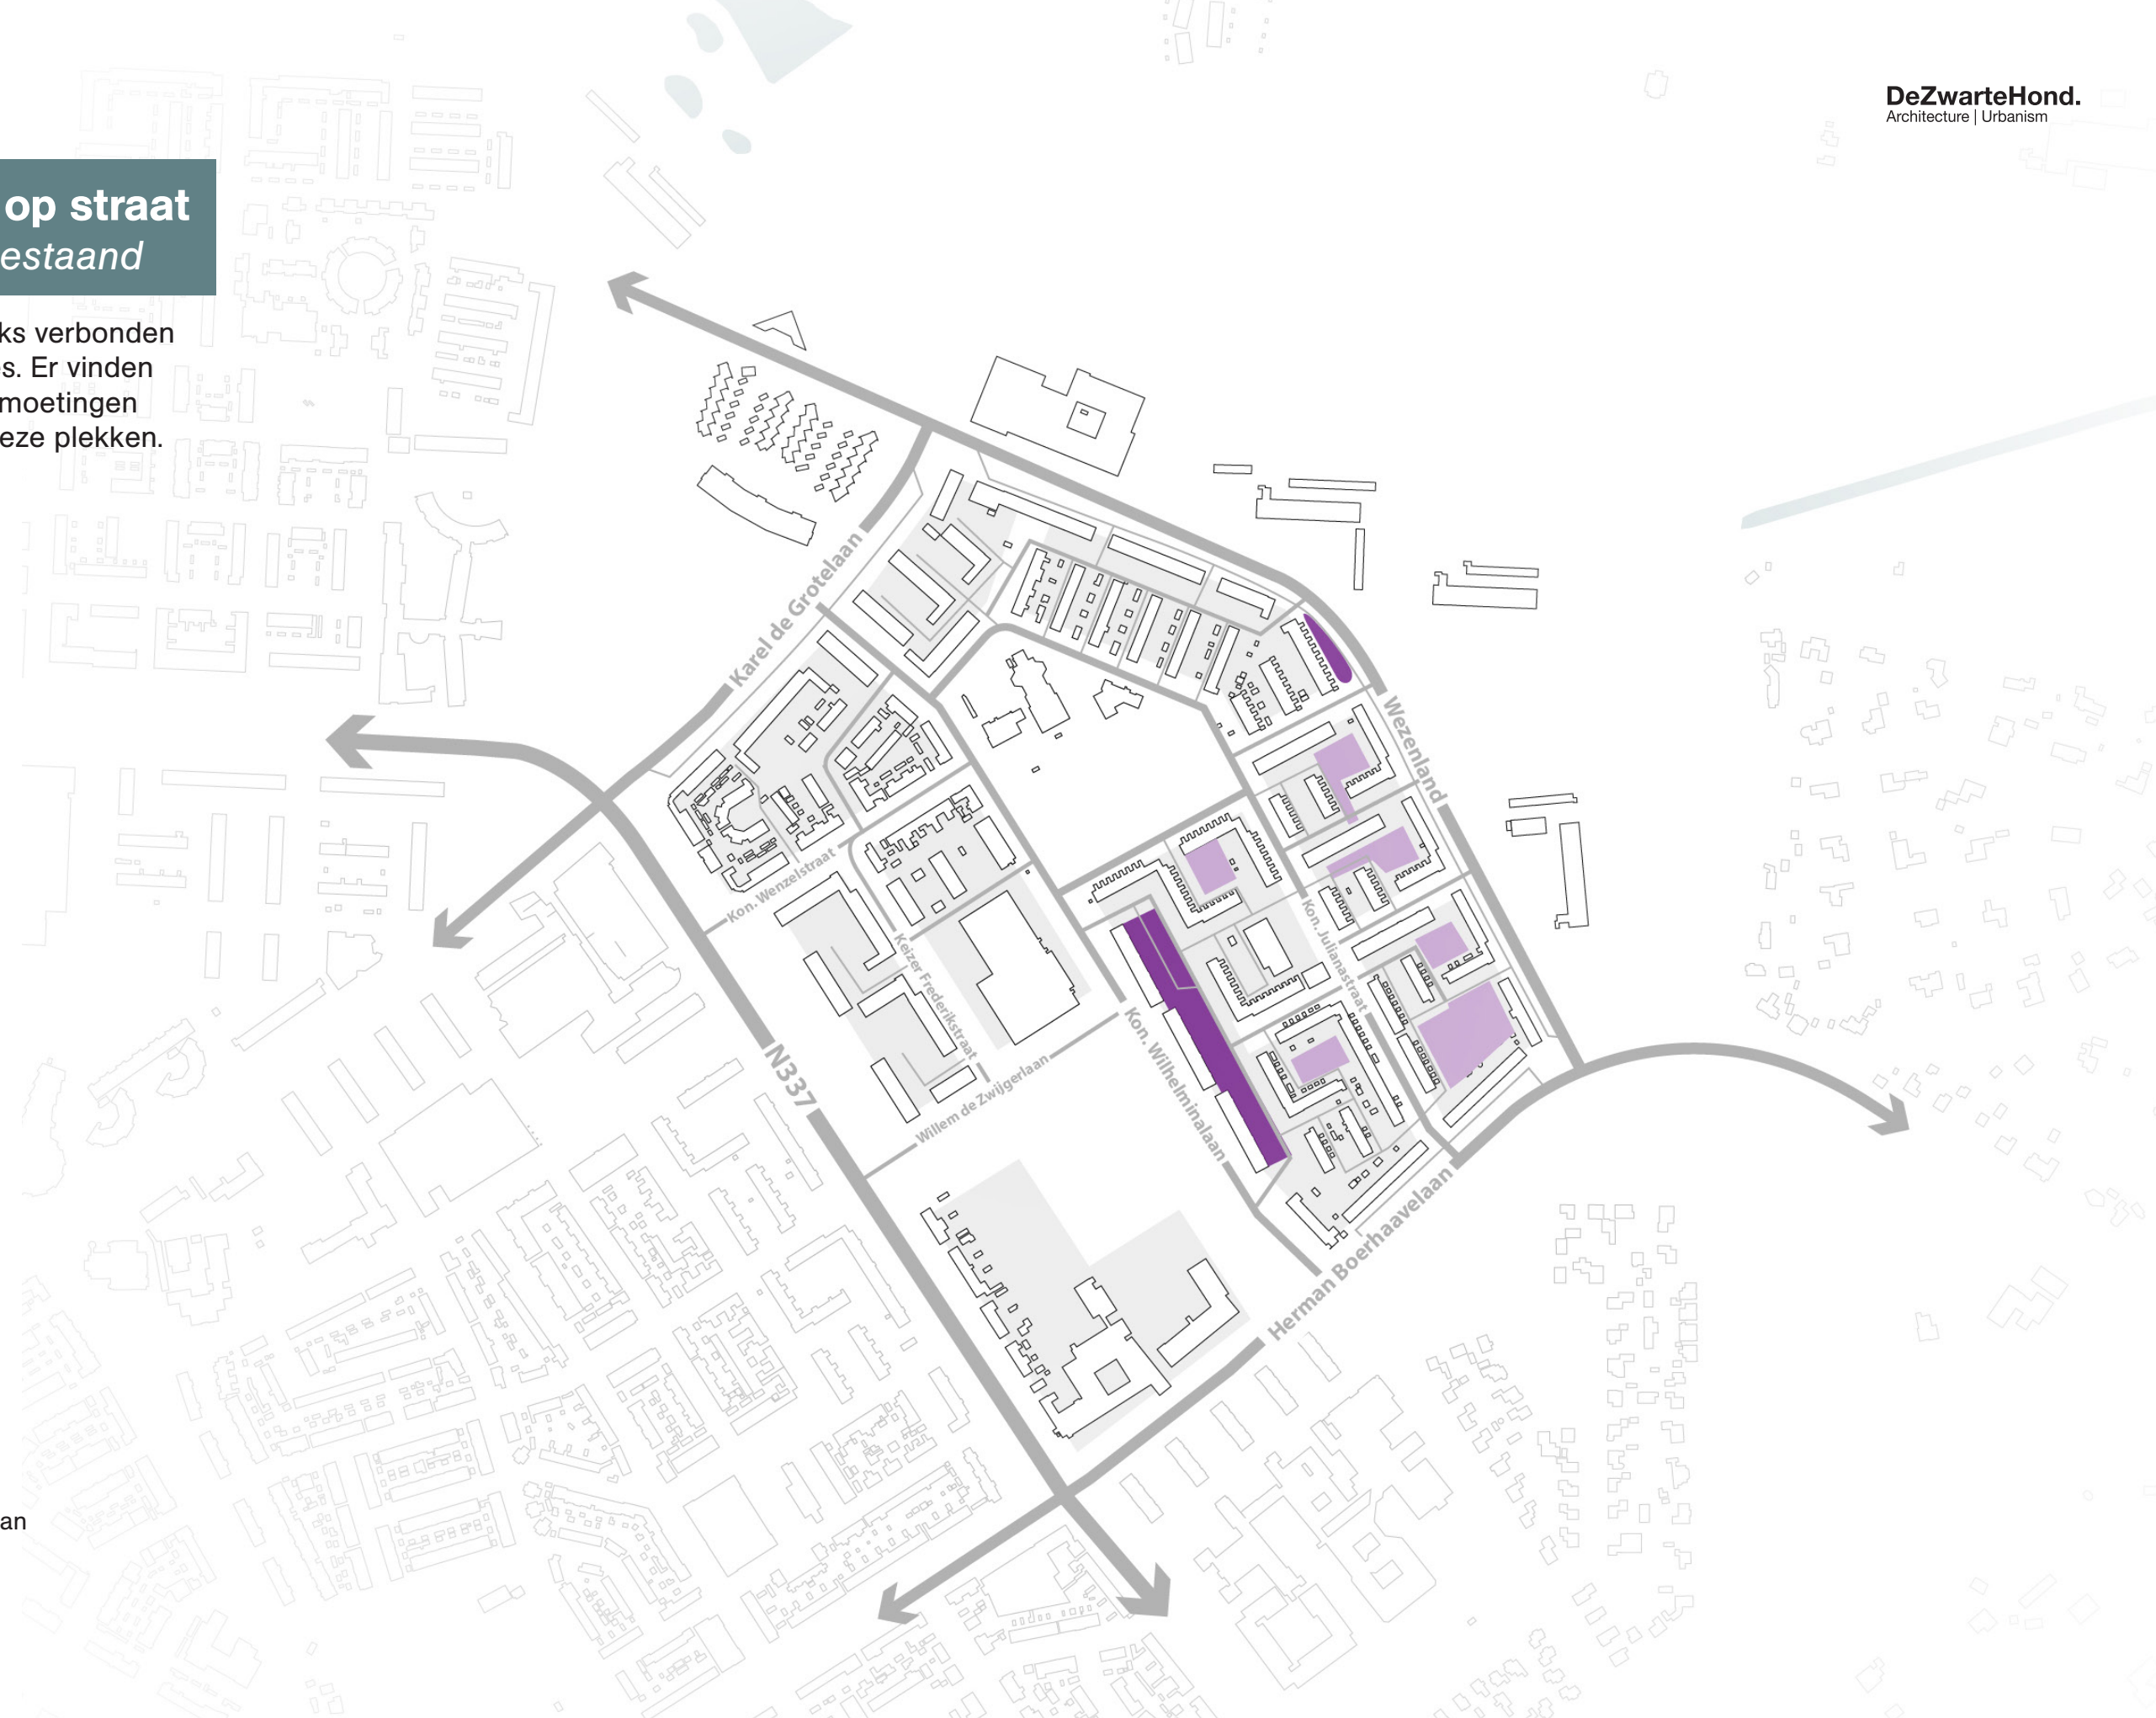 DeZwarteHond.
Architecture | Urbanism
op straat
estaand
ks verbonden
s. Er vinden
moetingen
eze plekken.
Karel de Grotelaan
Wezenland
Kon. Wenzelstraat
Keizer Frederikstraat
Kon. Julianastraat
Kon. Wilhelminalaan
N337
Willem de Zwijgerlaan
Herman Boerhaavelaan
an